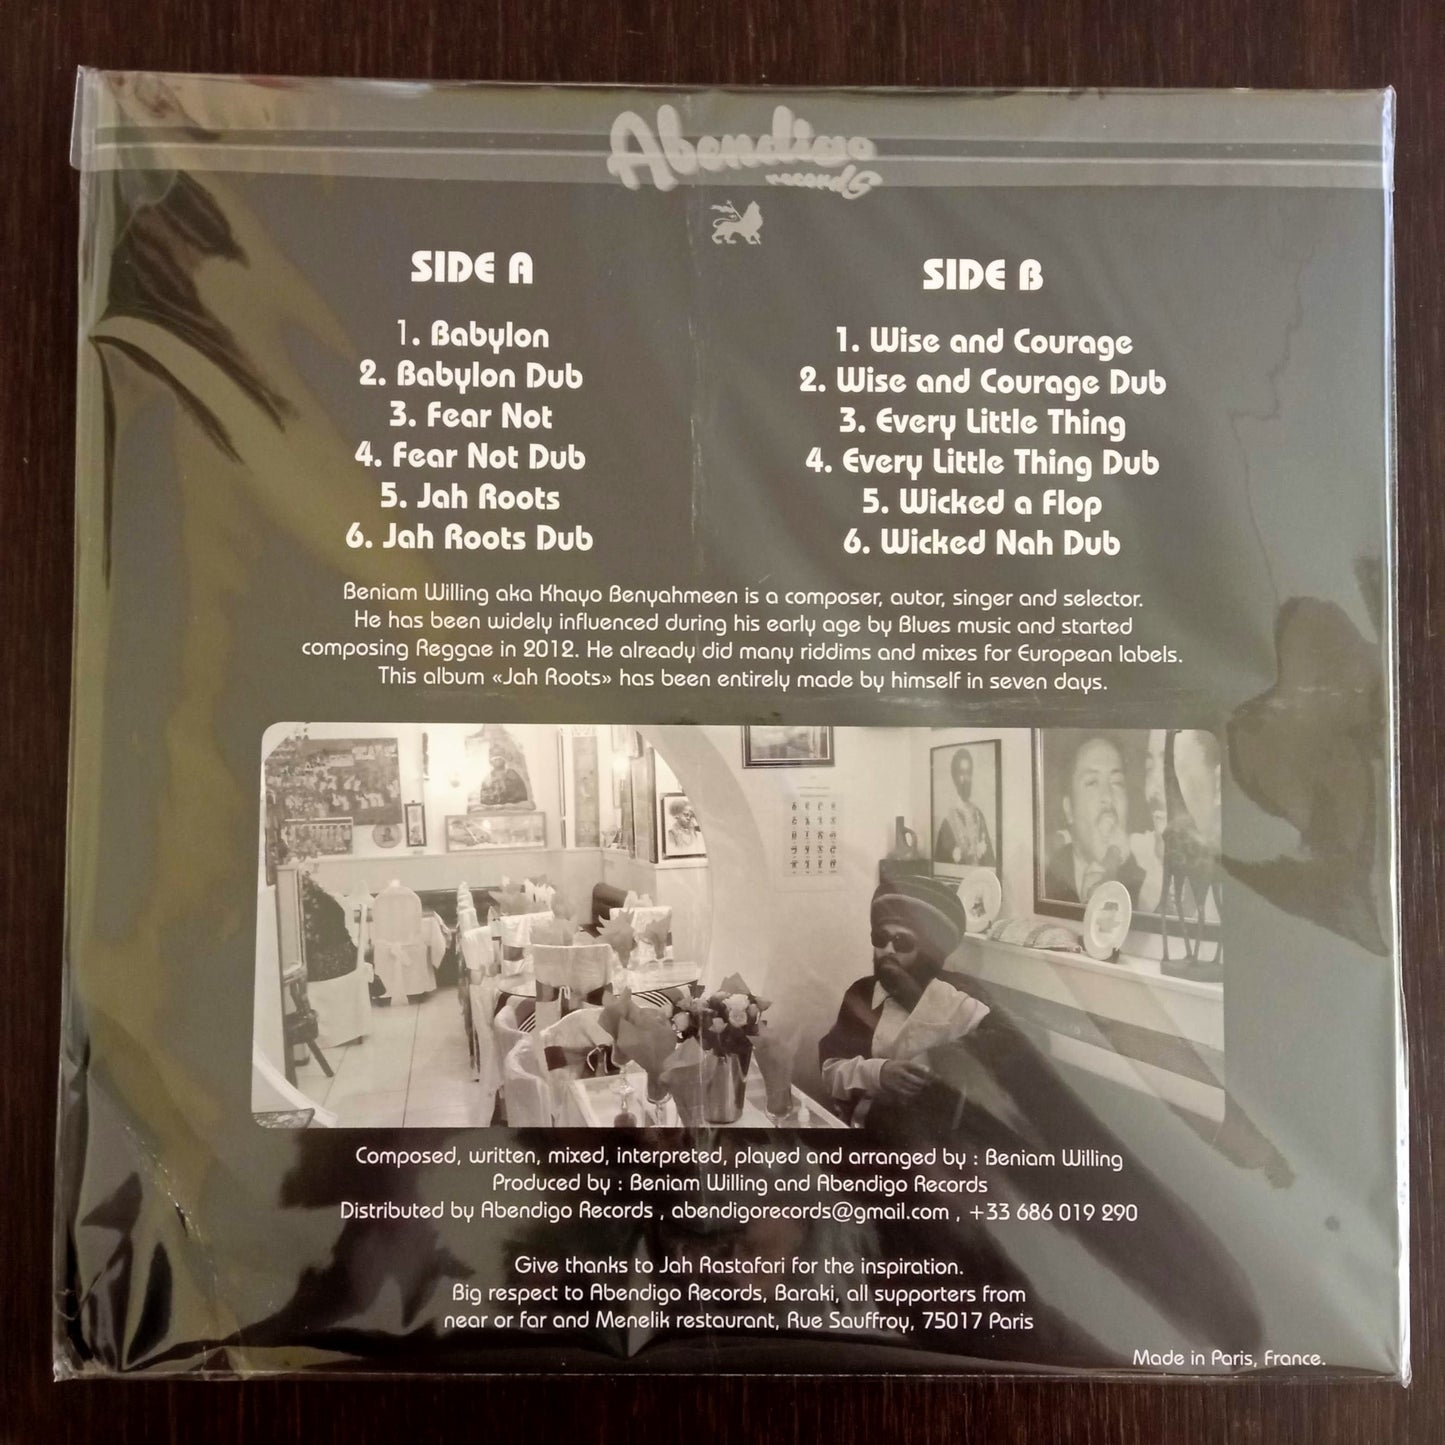 Abendigo
records
SIDE A
1. Babylon
2. Babylon Dub
3. Fear Not
4. Fear Not Dub
5. Jah Roots
6. Jah Roots Dub
SIDE B
1. Wise and Courage
2. Wise and Courage Dub
3. Every Little Thing
4. Every Little Thing Dub
5. Wicked a Flop
6. Wicked Nah Dub
Beniam Willing aka Khayo Benyahmeen is a composer, autor, singer and selector.
He has been widely influenced during his early age by Blues music and started
composing Reggae in 2012. He already did many riddims and mixes for European labels.
This album «Jah Roots» has been entirely made by himself in seven days.
Composed, written, mixed, interpreted, played and arranged by : Beniam Willing
Produced by : Beniam Willing and Abendigo Records
Distributed by Abendigo Records , abendigorecords@gmail.com , +33 686 019 290
Give thanks to Jah Rastafari for the inspiration.
Big respect to Abendigo Records, Baraki, all supporters from
near or far and Menelik restaurant, Rue Sauffroy, 75017 Paris
Made in Paris, France.